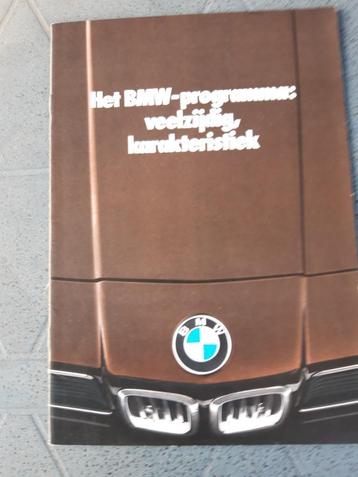 Het BMW-programma:
veelzijdig,
karakteristiek
BMW